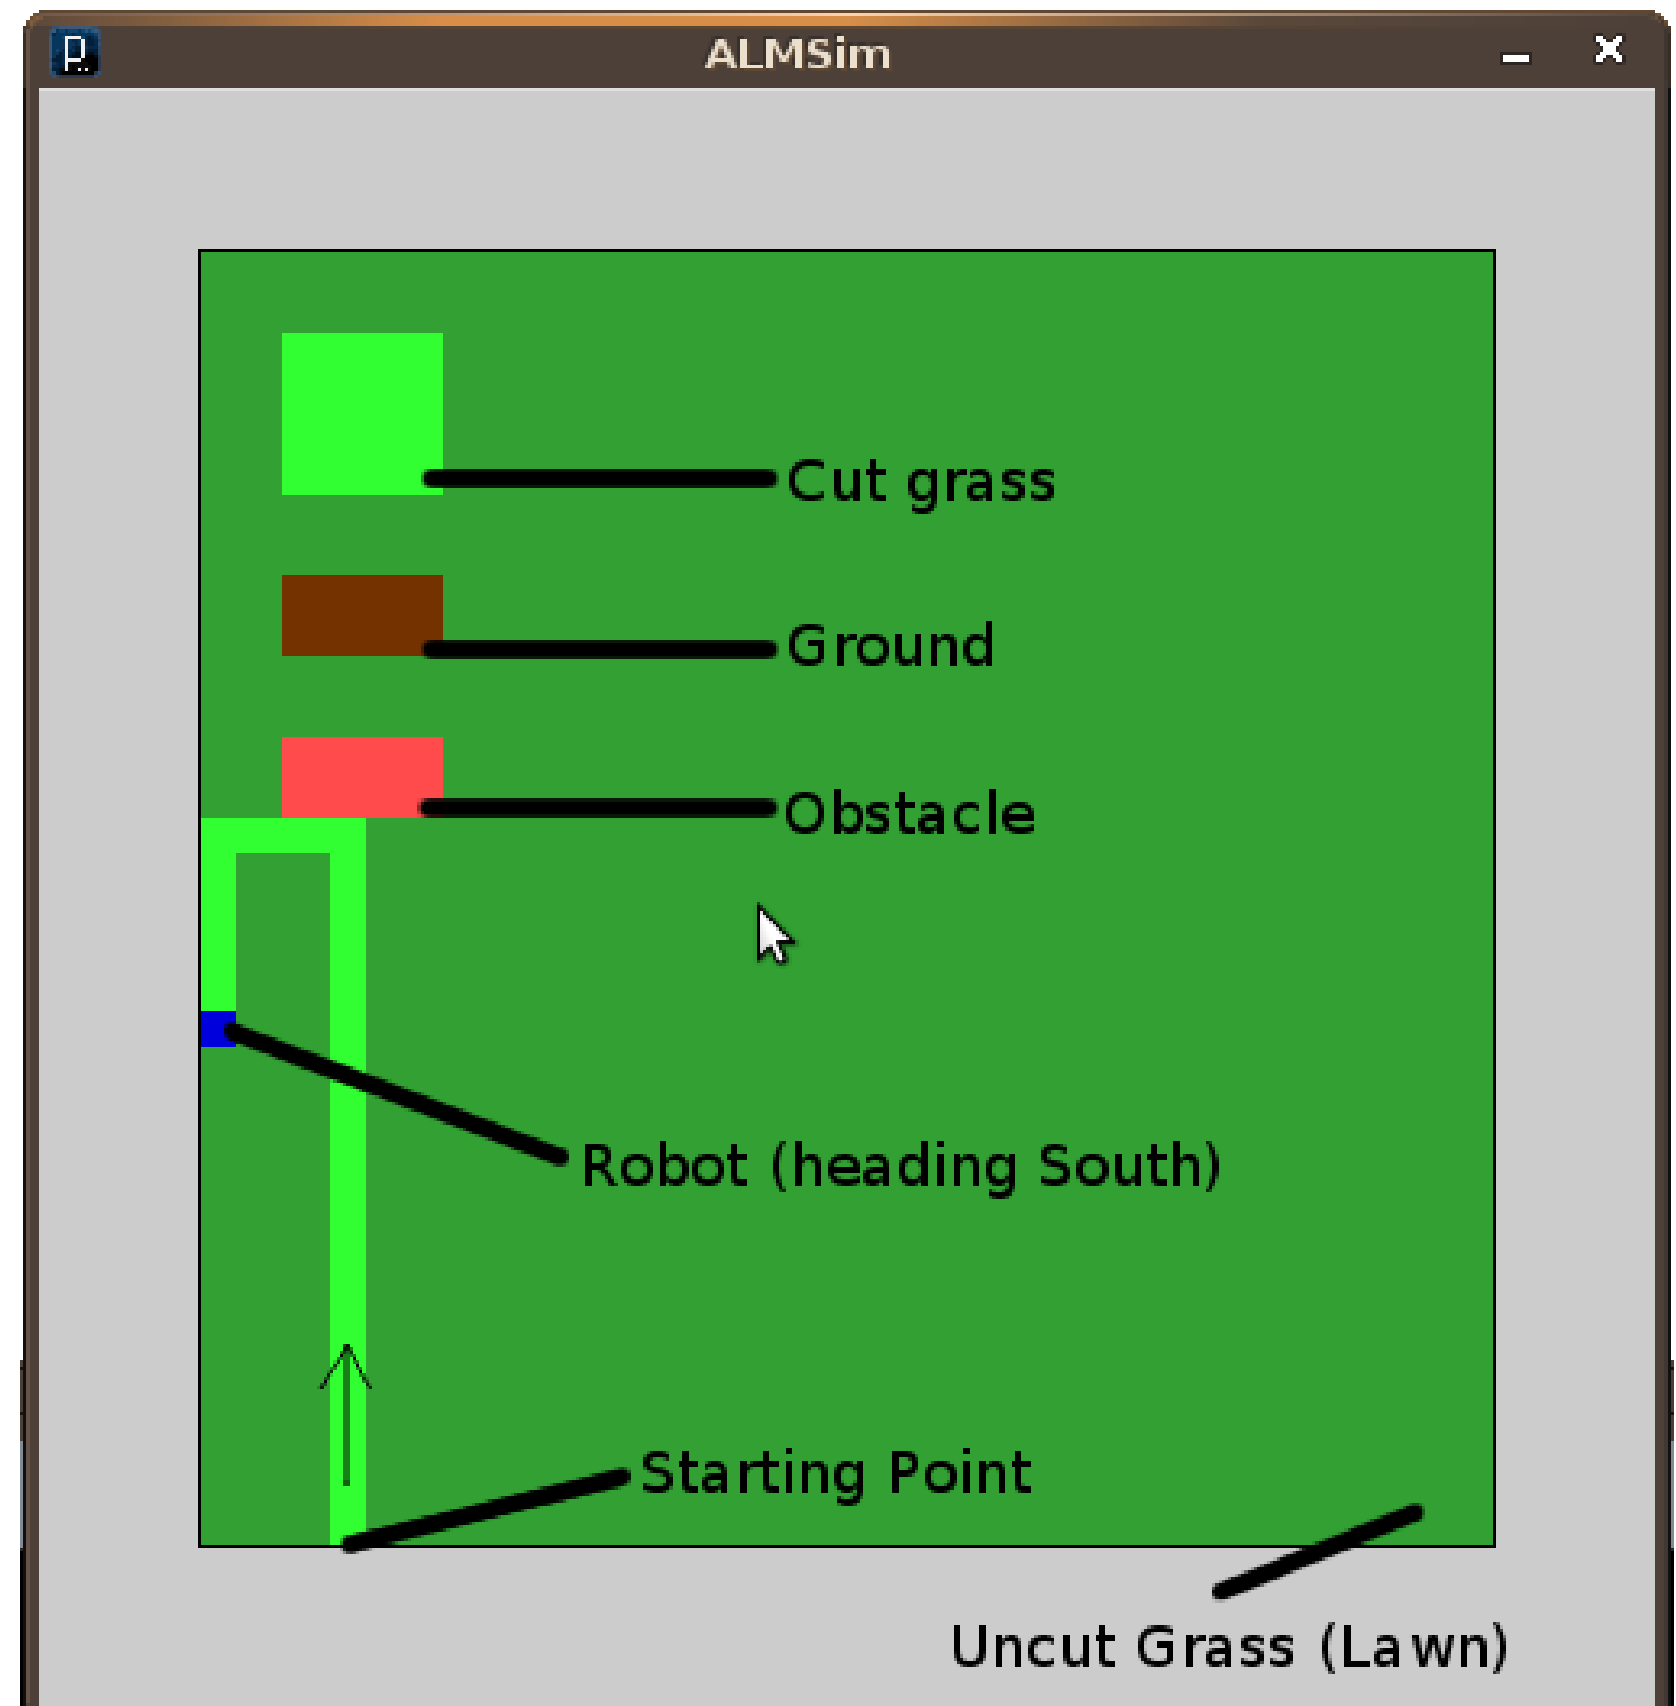 ALMSim
Cut grass
Ground
Obstacle
Robot (heading South)
Starting Point
Uncut Grass (Lawn)